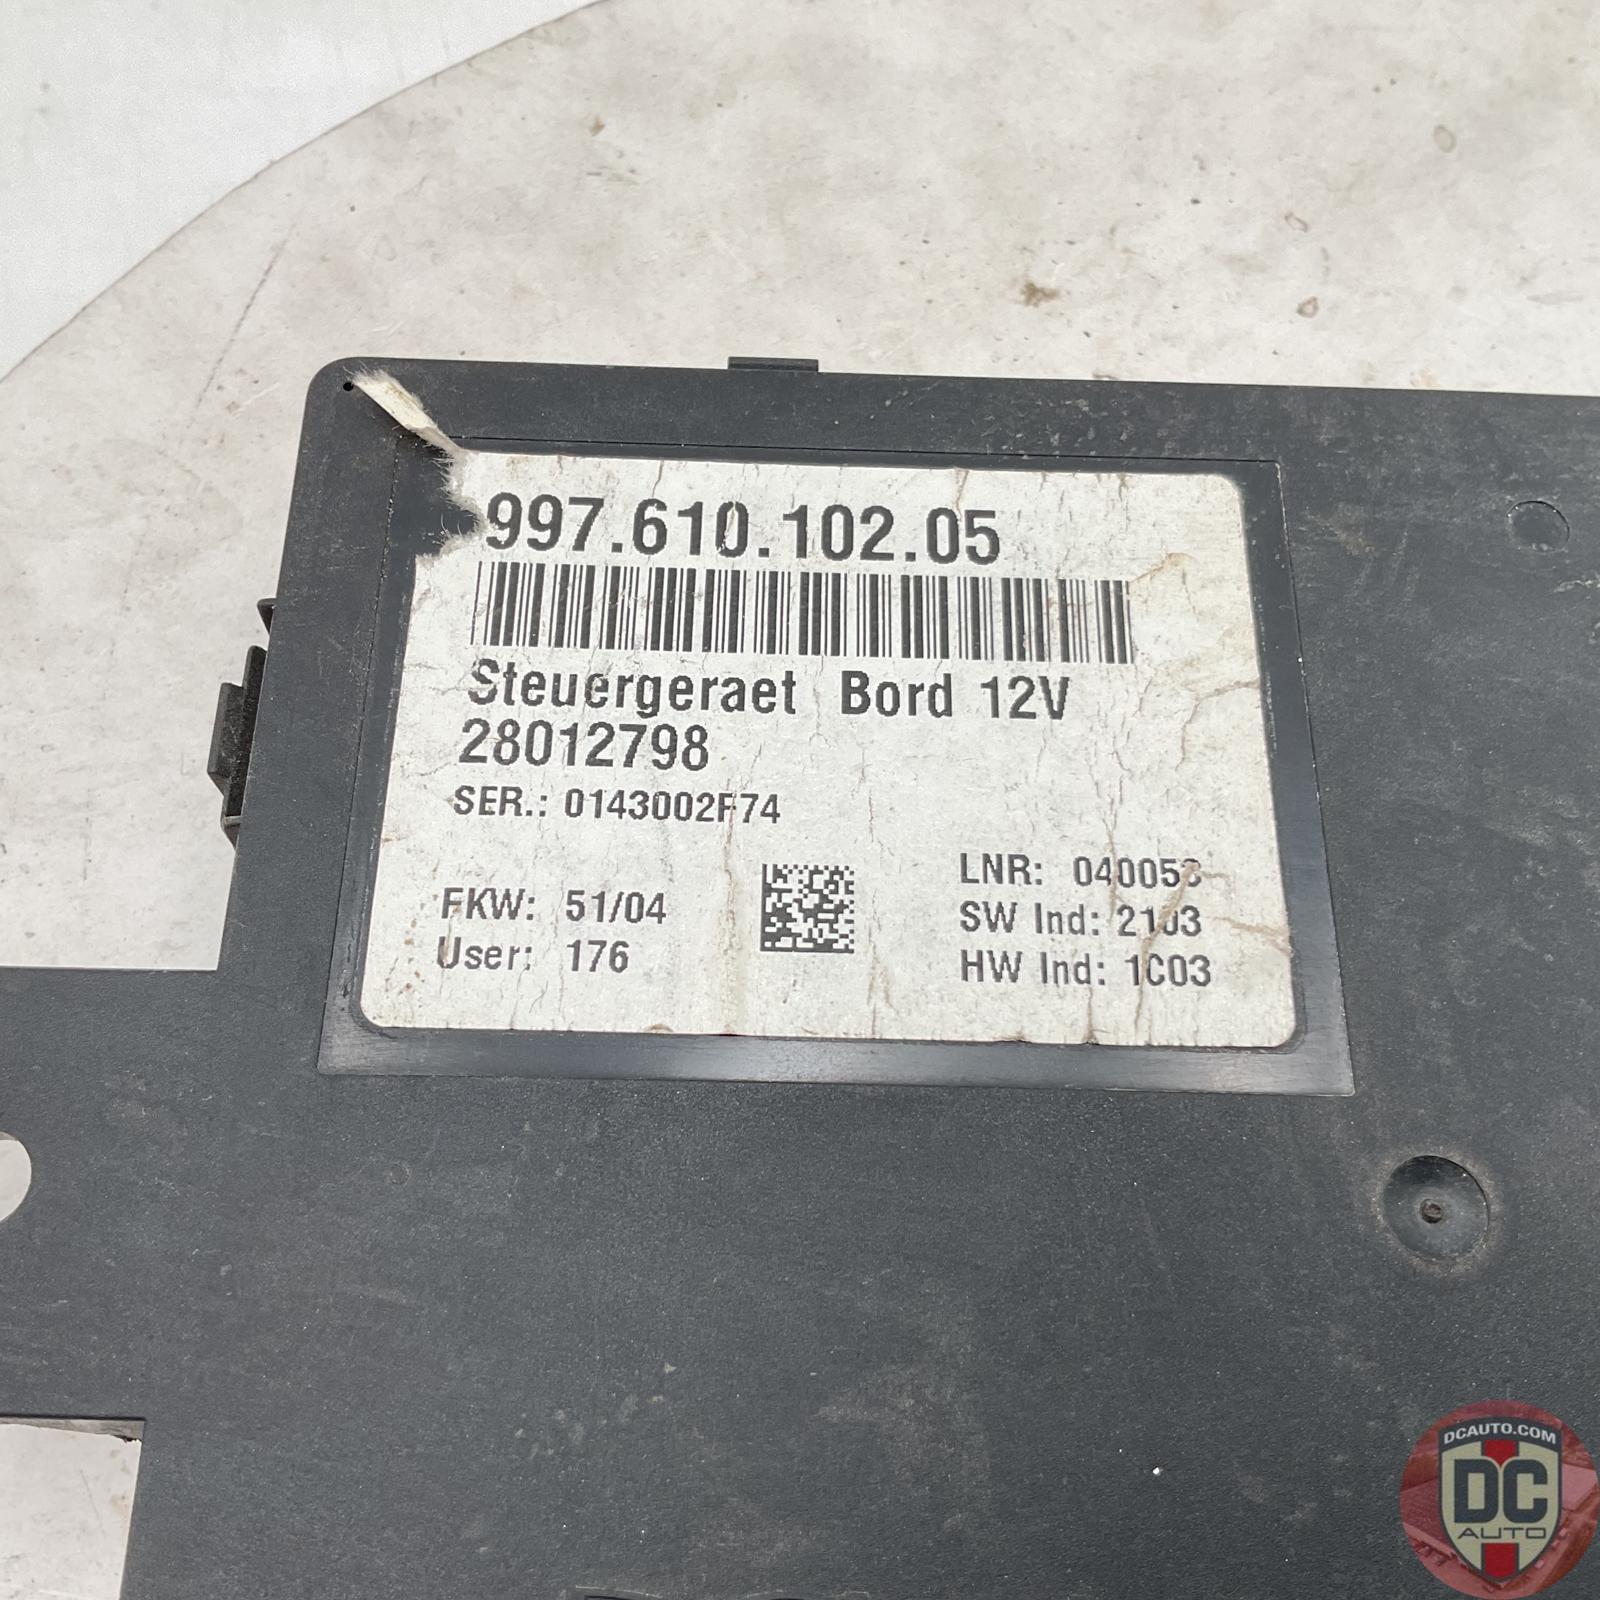 997.610.102.05
Steuergeraet Bord 12V
28012798
SER.: 0143002F74
FKW: 51/04
User: 176
LNR:
SW Ind: 2103
HW Ind: 1C03
DCAUTO.COM
DC
AUTO